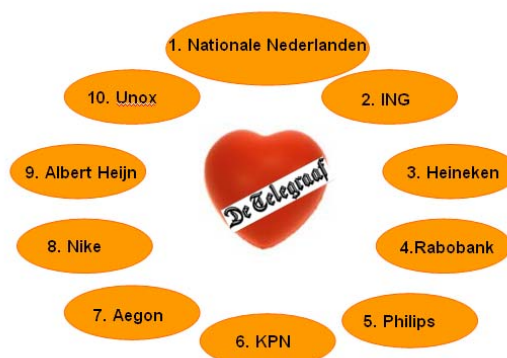 1. Nationale Nederlanden
2. ING
3. Heineken
4.Rabobank
5. Philips
6. KPN
7. Aegon
8. Nike
9. Albert Heijn
10. Unox
De Telegraaf